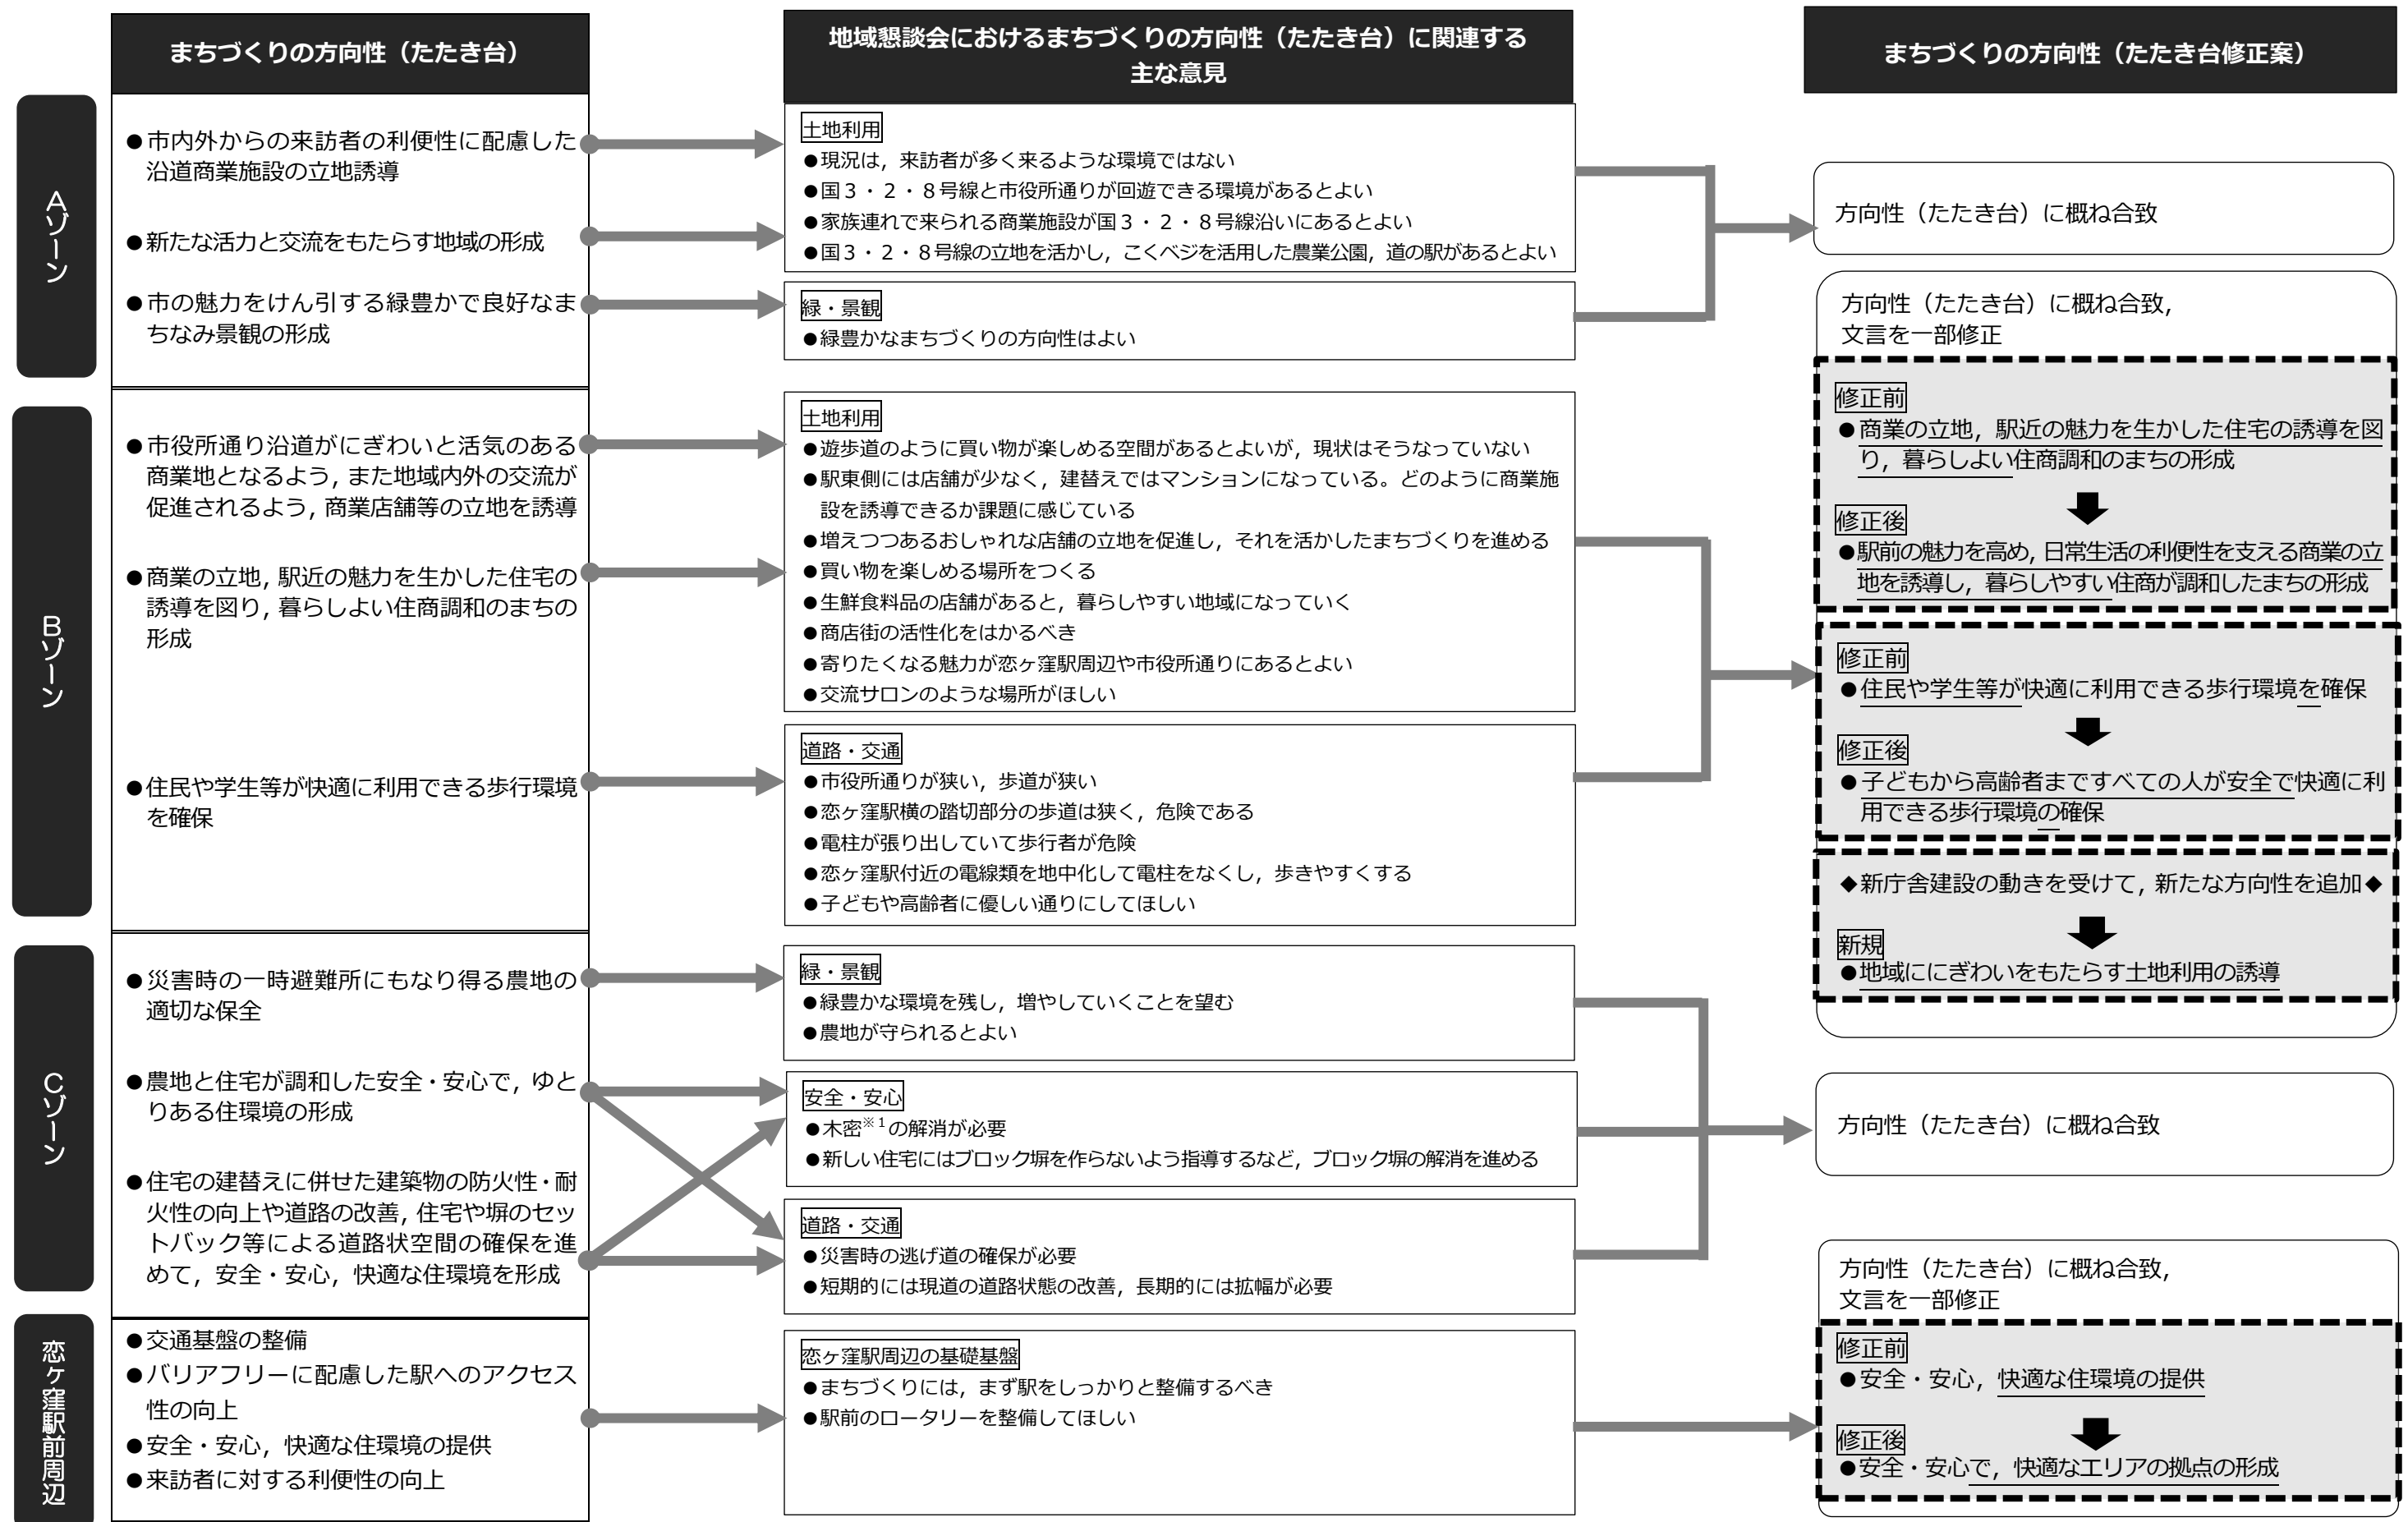 まちづくりの方向性（たたき台）
地域懇談会におけるまちづくりの方向性（たたき台）に関連する
主な意見
まちづくりの方向性（たたき台修正案）
Aゾーン
●市内外からの来訪者の利便性に配慮した
沿道商業施設の立地誘導
●新たな活力と交流をもたらす地域の形成
●市の魅力をけん引する緑豊かで良好なま
ちなみ景観の形成
土地利用
●現況は，来訪者が多く来るような環境ではない
●国３・２・８号線と市役所通りが回遊できる環境があるとよい
●家族連れで来られる商業施設が国３・２・８号線沿いにあるとよい
●国３・２・８号線の立地を活かし，こくベジを活用した農業公園，道の駅があるとよい
緑・景観
●緑豊かなまちづくりの方向性はよい
方向性（たたき台）に概ね合致
Bゾーン
●市役所通り沿道がにぎわいと活気のある
商業地となるよう，また地域内外の交流が
促進されるよう，商業店舗等の立地を誘導
●商業の立地，駅近の魅力を生かした住宅の
誘導を図り，暮らしよい住商調和のまちの
形成
●住民や学生等が快適に利用できる歩行環境
を確保
土地利用
●遊歩道のように買い物が楽しめる空間があるとよいが，現状はそうなっていない
●駅東側には店舗が少なく，建替えではマンションになっている。どのように商業施
設を誘導できるか課題に感じている
●増えつつあるおしゃれな店舗の立地を促進し，それを活かしたまちづくりを進める
●買い物を楽しめる場所をつくる
●生鮮食料品の店舗があると，暮らしやすい地域になっていく
●商店街の活性化をはかるべき
●寄りたくなる魅力が恋ヶ窪駅周辺や市役所通りにあるとよい
●交流サロンのような場所がほしい
道路・交通
●市役所通りが狭い，歩道が狭い
●恋ヶ窪駅横の踏切部分の歩道は狭く，危険である
●電柱が張り出していて歩行者が危険
●恋ヶ窪駅付近の電線類を地中化して電柱をなくし，歩きやすくする
●子どもや高齢者に優しい通りにしてほしい
方向性（たたき台）に概ね合致，
文言を一部修正
修正前
●商業の立地，駅近の魅力を生かした住宅の誘導を図
り，暮らしよい住商調和のまちの形成
修正後
●駅前の魅力を高め，日常生活の利便性を支える商業の立
地を誘導し，暮らしやすい住商が調和したまちの形成
修正前
●住民や学生等が快適に利用できる歩行環境を確保
修正後
●子どもから高齢者まですべての人が安全で快適に利
用できる歩行環境の確保
◆新庁舎建設の動きを受けて，新たな方向性を追加◆
新規
●地域ににぎわいをもたらす土地利用の誘導
Cゾーン
●災害時の一時避難所にもなり得る農地の
適切な保全
●農地と住宅が調和した安全・安心で，ゆと
りある住環境の形成
●住宅の建替えに併せた建築物の防火性・耐
火性の向上や道路の改善，住宅や塀のセッ
トバック等による道路状空間の確保を進
めて，安全・安心，快適な住環境を形成
緑・景観
●緑豊かな環境を残し，増やしていくことを望む
●農地が守られるとよい
安全・安心
●木密※１の解消が必要
●新しい住宅にはブロック塀を作らないよう指導するなど，ブロック塀の解消を進める
道路・交通
●災害時の逃げ道の確保が必要
●短期的には現道の道路状態の改善，長期的には拡幅が必要
方向性（たたき台）に概ね合致
恋ヶ窪駅前周辺
●交通基盤の整備
●バリアフリーに配慮した駅へのアクセス
性の向上
●安全・安心，快適な住環境の提供
●来訪者に対する利便性の向上
恋ヶ窪駅周辺の基礎基盤
●まちづくりには，まず駅をしっかりと整備するべき
●駅前のロータリーを整備してほしい
方向性（たたき台）に概ね合致，
文言を一部修正
修正前
●安全・安心，快適な住環境の提供
修正後
●安全・安心で，快適なエリアの拠点の形成